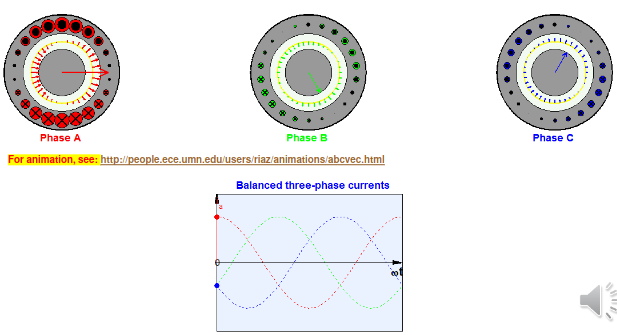 Phase A
Phase B
Phase C
For animation, see: http://people.ece.umn.edu/users/riaz/animations/abcvec.html
Balanced three-phase currents
0